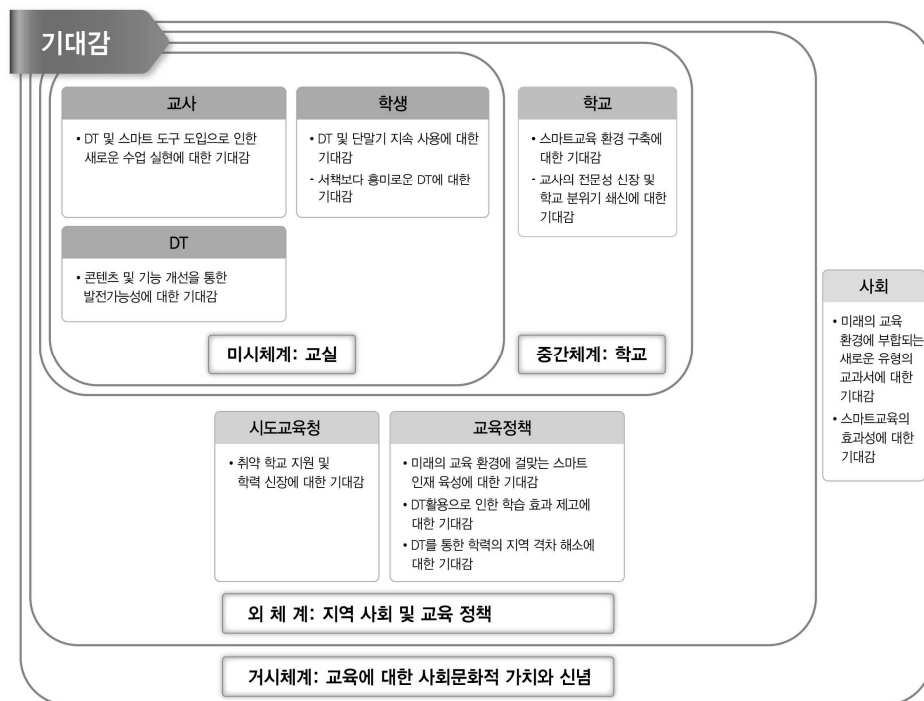 기대감
교사
• DT 및 스마트 도구 도입으로 인한
새로운 수업 실현에 대한 기대감
학생
• DT 및 단말기 지속 사용에 대한
기대감
- 서책보다 흥미로운 DT에 대한
기대감
학교
• 스마트교육 환경 구축에
대한 기대감
- 교사의 전문성 신장 및
학교 분위기 쇄신에 대한
기대감
DT
• 콘텐츠 및 기능 개선을 통한
발전가능성에 대한 기대감
미시체계: 교실
중간체계: 학교
사회
• 미래의 교육
환경에 부합되는
새로운 유형의
교과서에 대한
기대감
• 스마트교육의
효과성에 대한
기대감
시도교육청
• 취약 학교 지원 및
학력 신장에 대한 기대감
교육정책
• 미래의 교육 환경에 걸맞는 스마트
인재 육성에 대한 기대감
• DT활용으로 인한 학습 효과 제고에
대한 기대감
• DT를 통한 학력의 지역 격차 해소에
대한 기대감
외 체 계: 지역 사회 및 교육 정책
거시체계: 교육에 대한 사회문화적 가치와 신념